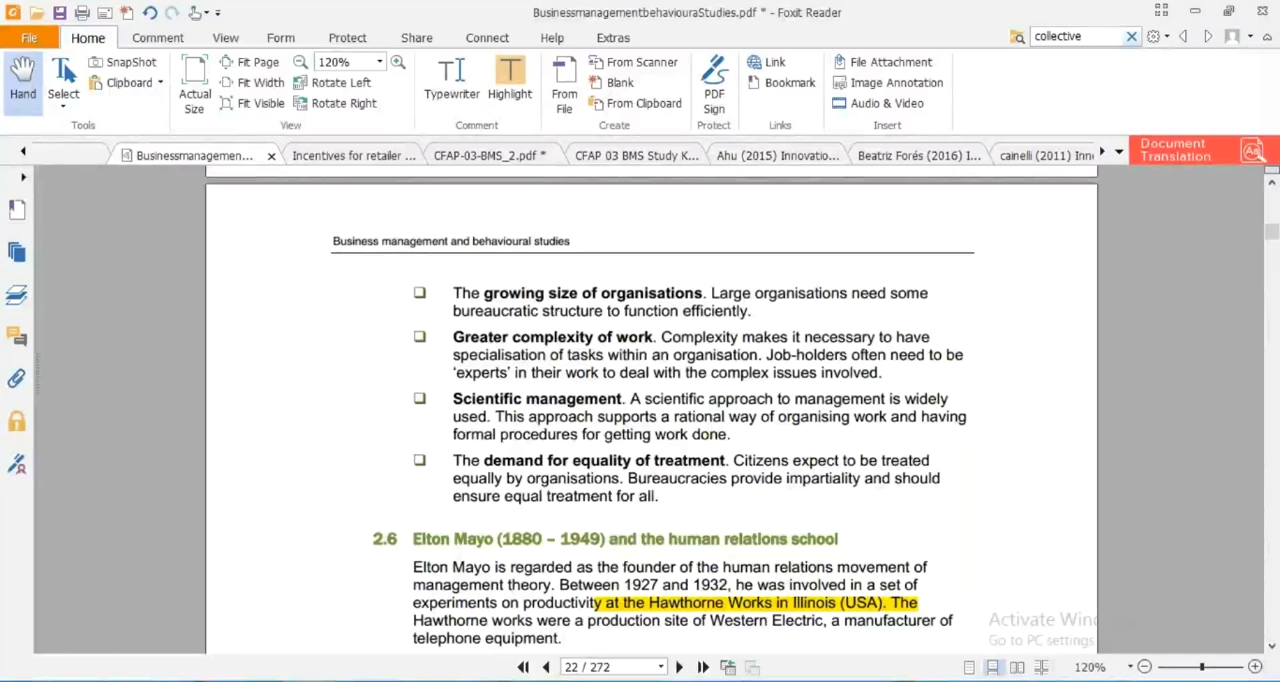 BusinessmanagementbehaviouraStudies.pdf * - Foxit Reader
File Home Comment View Form Protect Share Connect Help Extras collective
SnapShot Fit Page 120% From Scanner Link File Attachment
Clipboard Fit Width Rotate Left Blank Bookmark Image Annotation
Hand Select Actual Size Fit Visible Rotate Right Typewriter Highlight From File From Clipboard PDF Sign Audio & Video
Tools View Comment Create Protect Links Insert
Businessmanagemen... Incentives for retailer ... CFAP-03-BMS_2.pdf * CFAP 03 BMS Study K... Ahu (2015) Innovatio... Beatriz Forés (2016) I... cainelli (2011) Inn
Document
Translation
Business management and behavioural studies
The growing size of organisations. Large organisations need some
bureaucratic structure to function efficiently.
Greater complexity of work. Complexity makes it necessary to have
specialisation of tasks within an organisation. Job-holders often need to be
‘experts’ in their work to deal with the complex issues involved.
Scientific management. A scientific approach to management is widely
used. This approach supports a rational way of organising work and having
formal procedures for getting work done.
The demand for equality of treatment. Citizens expect to be treated
equally by organisations. Bureaucracies provide impartiality and should
ensure equal treatment for all.
2.6 Elton Mayo (1880 – 1949) and the human relations school
Elton Mayo is regarded as the founder of the human relations movement of
management theory. Between 1927 and 1932, he was involved in a set of
experiments on productivity at the Hawthorne Works in Illinois (USA). The
Hawthorne works were a production site of Western Electric, a manufacturer of
telephone equipment.
Activate Win
Go to PC settings
22 / 272 120%